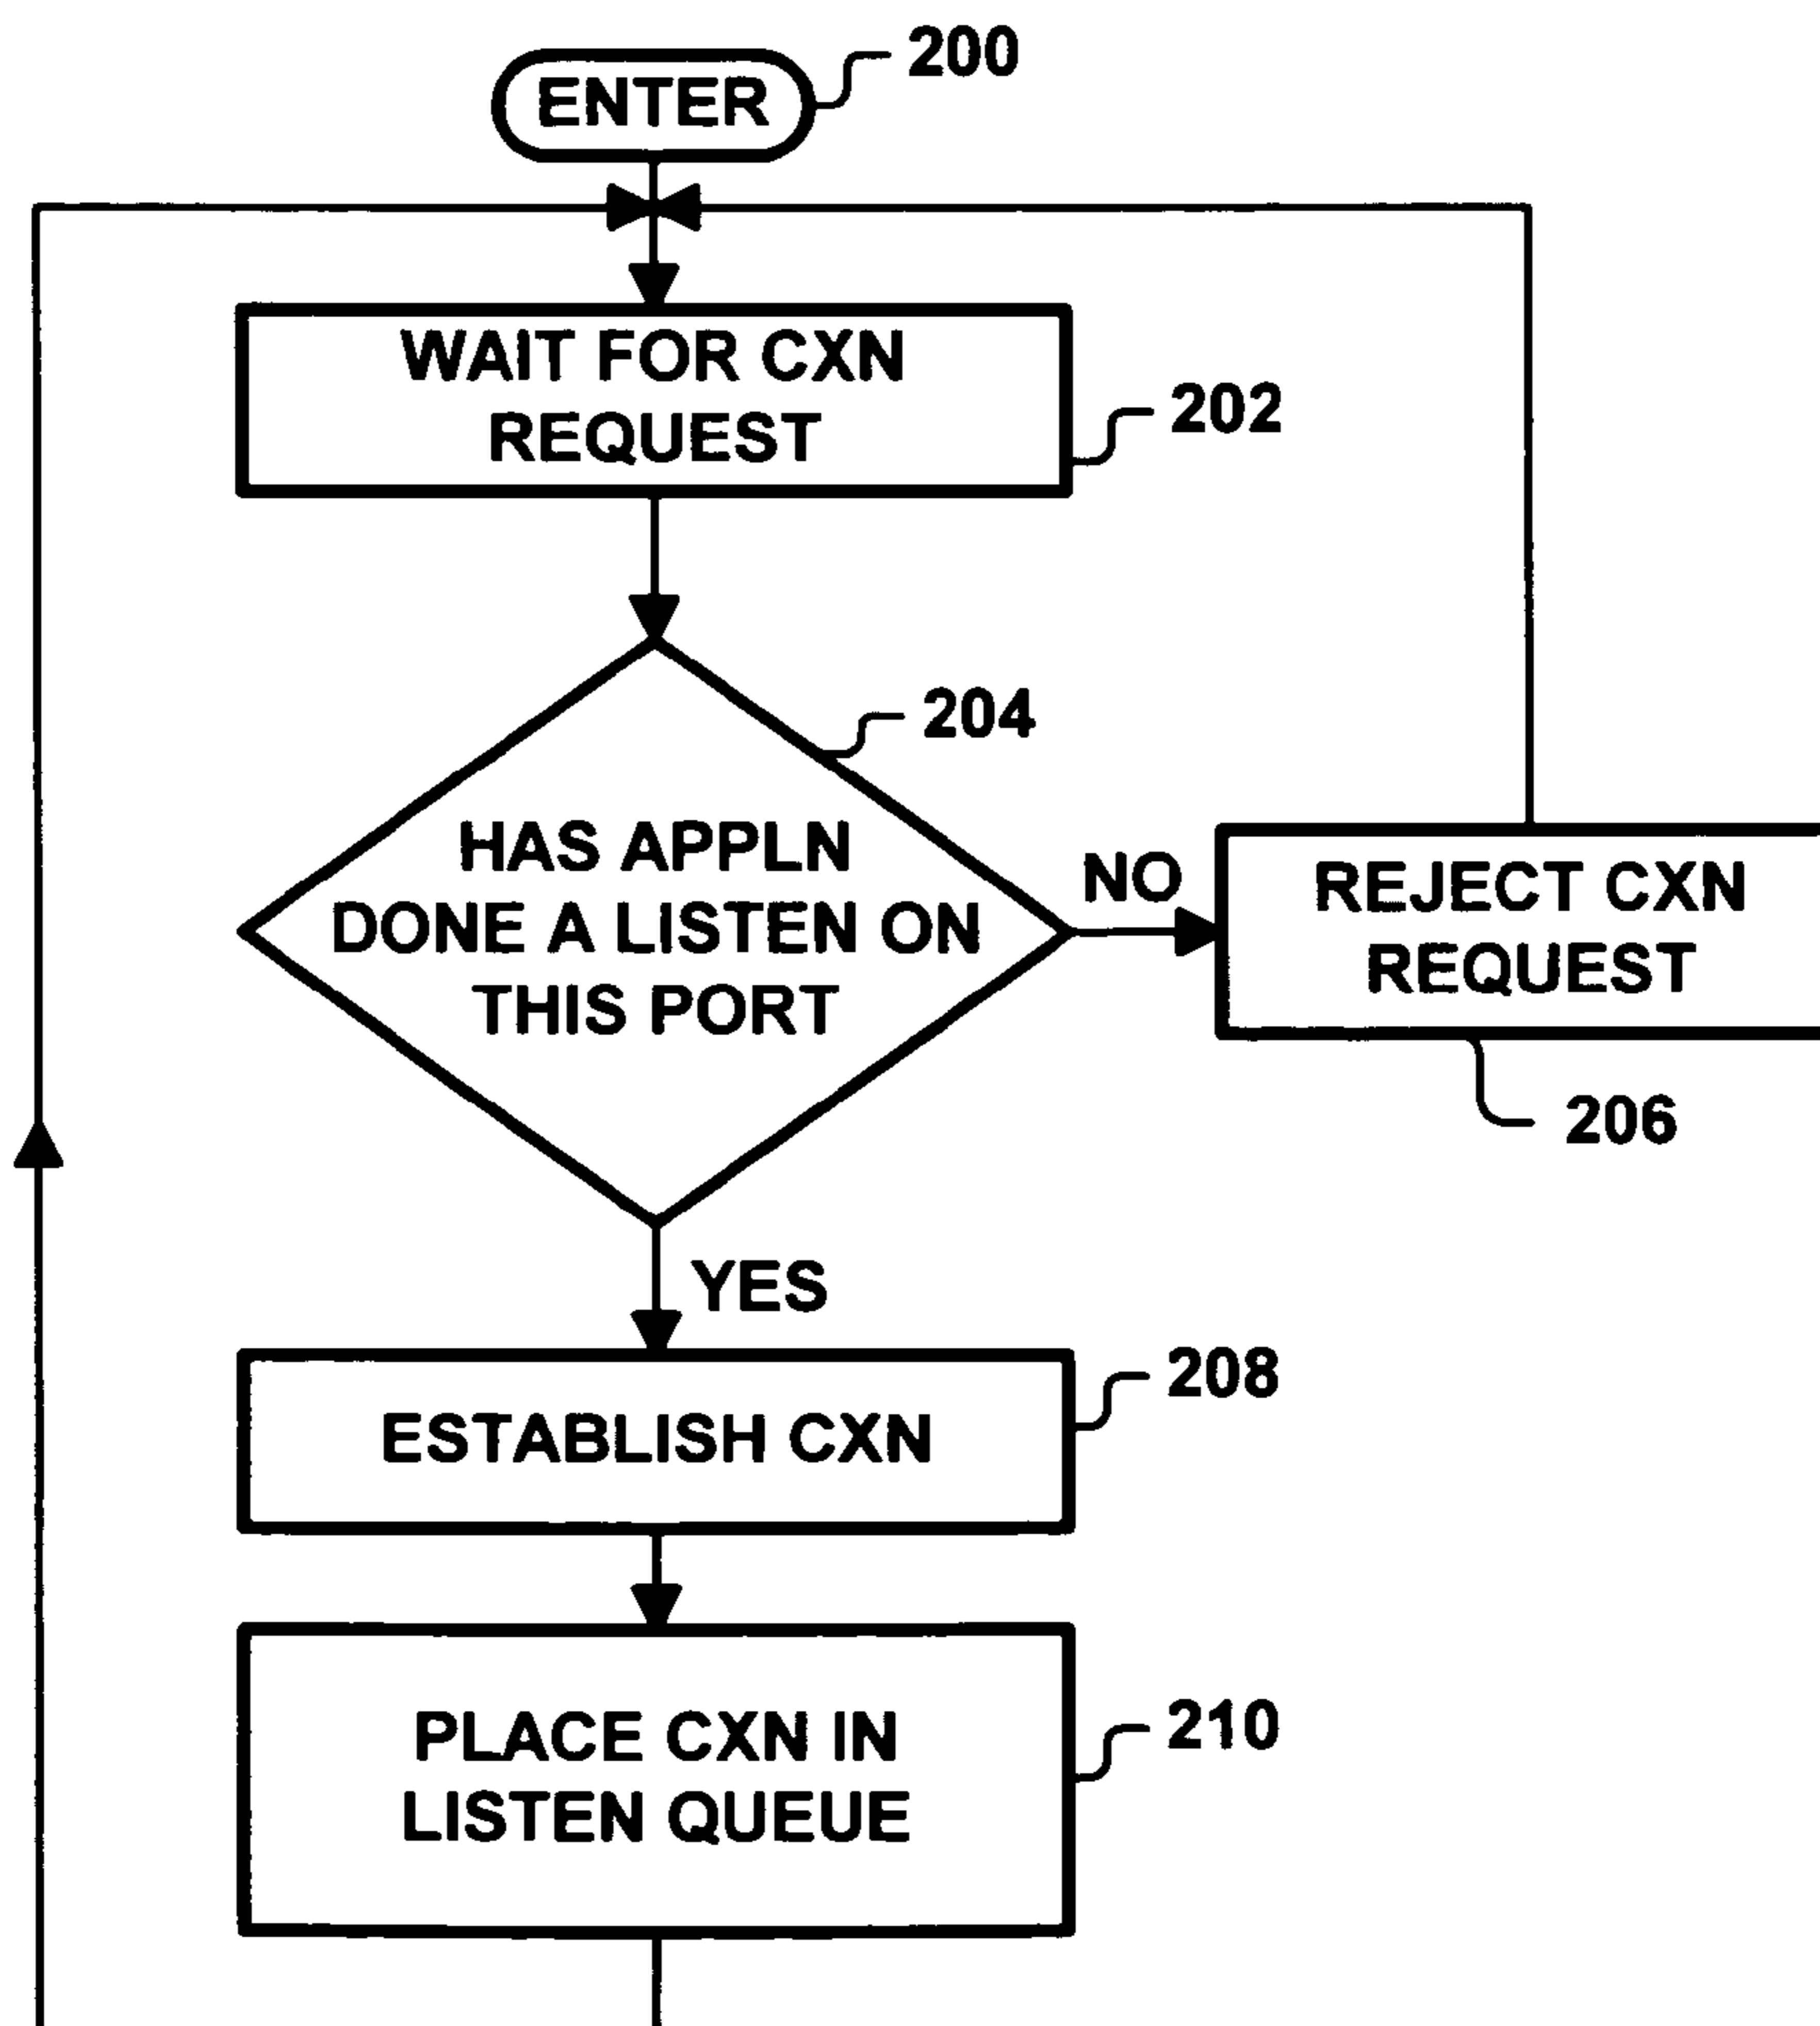 ENTER
200
WAIT FOR CXN
REQUEST
202
204
HAS APPLN
DONE A LISTEN ON
THIS PORT
NO
REJECT CXN
REQUEST
206
YES
208
ESTABLISH CXN
210
PLACE CXN IN
LISTEN QUEUE